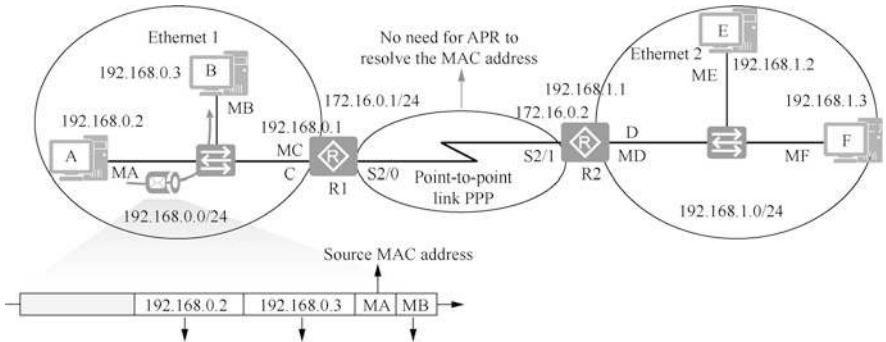 No need for APR to
resolve the MAC address
Ethernet 1
B
192.168.0.3
MB
192.168.0.2
A
MA
192.168.0.0/24
172.16.0.1/24
192.168.0.1
MC
C
R
R1
S2/0
Point-to-point
link PPP
192.168.1.1
172.16.0.2
S2/1
R
R2
D
MD
E
Ethernet 2
ME
192.168.1.2
192.168.1.3
F
MF
192.168.1.0/24
Source MAC address
192.168.0.2 192.168.0.3 MA MB